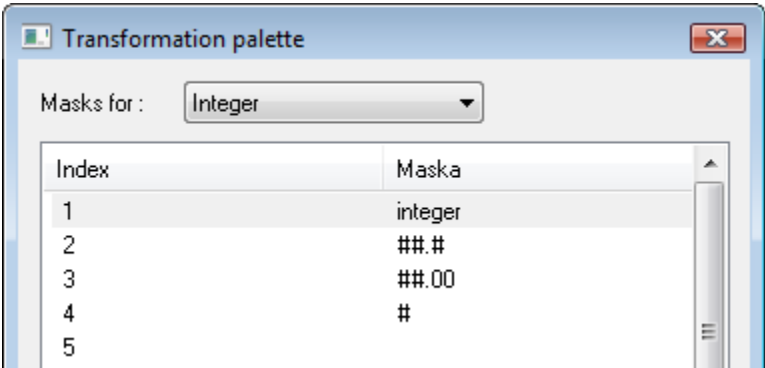 Transformation palette
Masks for : Integer
Index Maska
1 integer
2 ##.#
3 ##.00
4 #
5